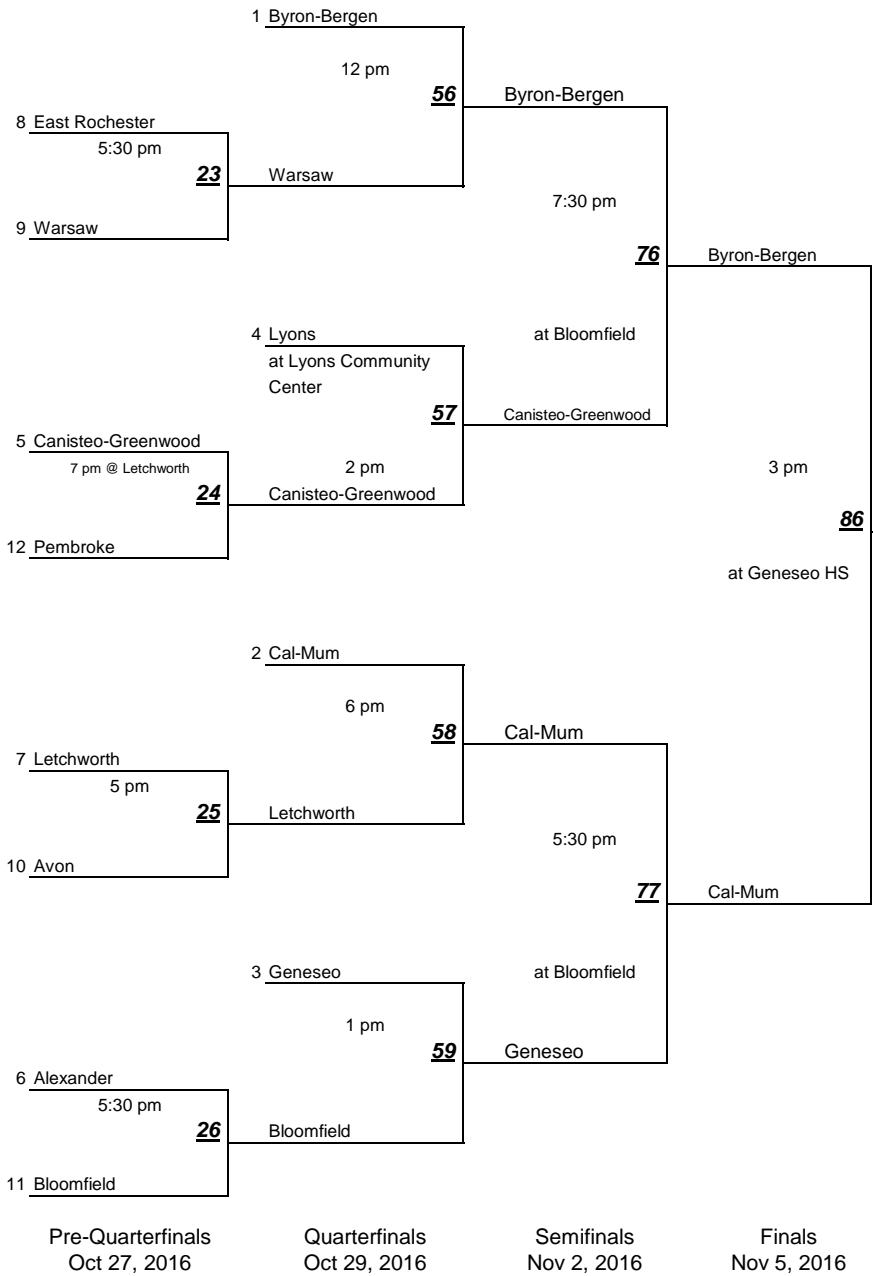 1 Byron-Bergen
12 pm
56
Byron-Bergen
8 East Rochester
5:30 pm
23
Warsaw
7:30 pm
9 Warsaw
76
Byron-Bergen
4 Lyons
at Bloomfield
at Lyons Community
Center
57
Canisteo-Greenwood
5 Canisteo-Greenwood
7 pm @ Letchworth
2 pm
3 pm
24
Canisteo-Greenwood
86
12 Pembroke
at Geneseo HS
2 Cal-Mum
6 pm
58
Cal-Mum
7 Letchworth
5 pm
25
Letchworth
5:30 pm
10 Avon
77
Cal-Mum
3 Geneseo
at Bloomfield
1 pm
59
Geneseo
6 Alexander
5:30 pm
26
Bloomfield
11 Bloomfield
Pre-Quarterfinals
Oct 27, 2016
Quarterfinals
Oct 29, 2016
Semifinals
Nov 2, 2016
Finals
Nov 5, 2016